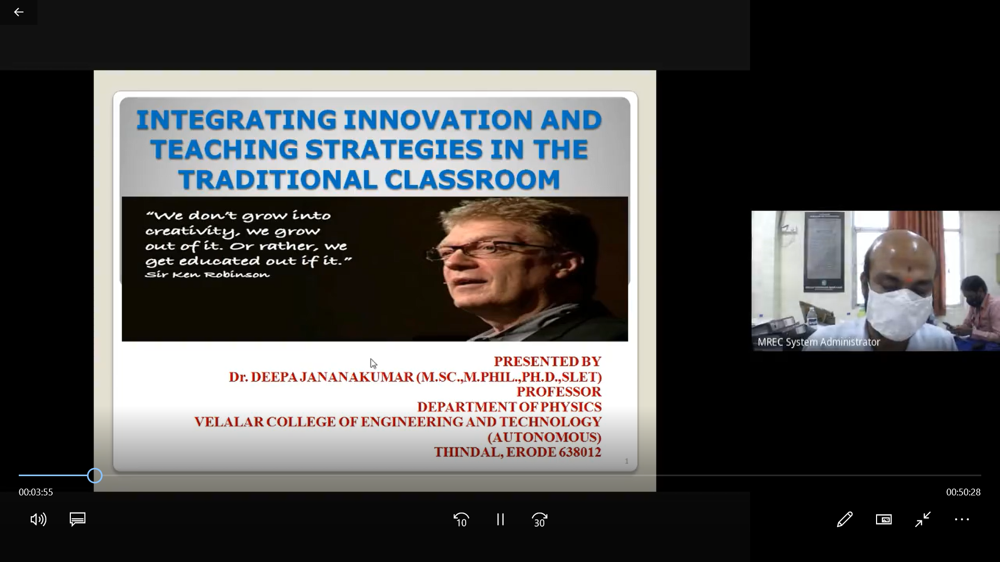 INTEGRATING INNOVATION AND
TEACHING STRATEGIES IN THE
TRADITIONAL CLASSROOM
“We don’t grow into
creativity, we grow
out of it. Or rather, we
get educated out if it.”
Sir Ken Robinson
PRESENTED BY
Dr. DEEPA JANANAKUMAR (M.SC.,M.PHIL.,PH.D.,SLET)
PROFESSOR
DEPARTMENT OF PHYSICS
VELALAR COLLEGE OF ENGINEERING AND TECHNOLOGY
(AUTONOMOUS)
THINDAL, ERODE 638012
1
MREC System Administrator
00:03:55
00:50:28
10
30